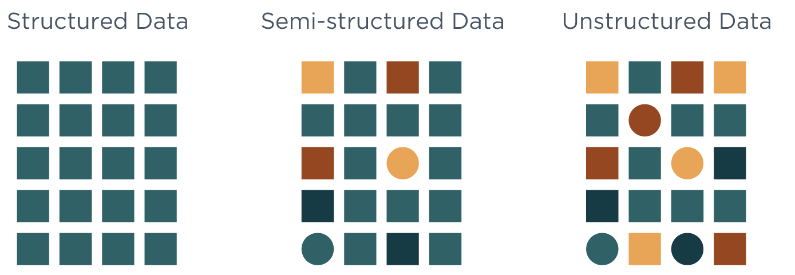 Structured Data
Semi-structured Data
Unstructured Data